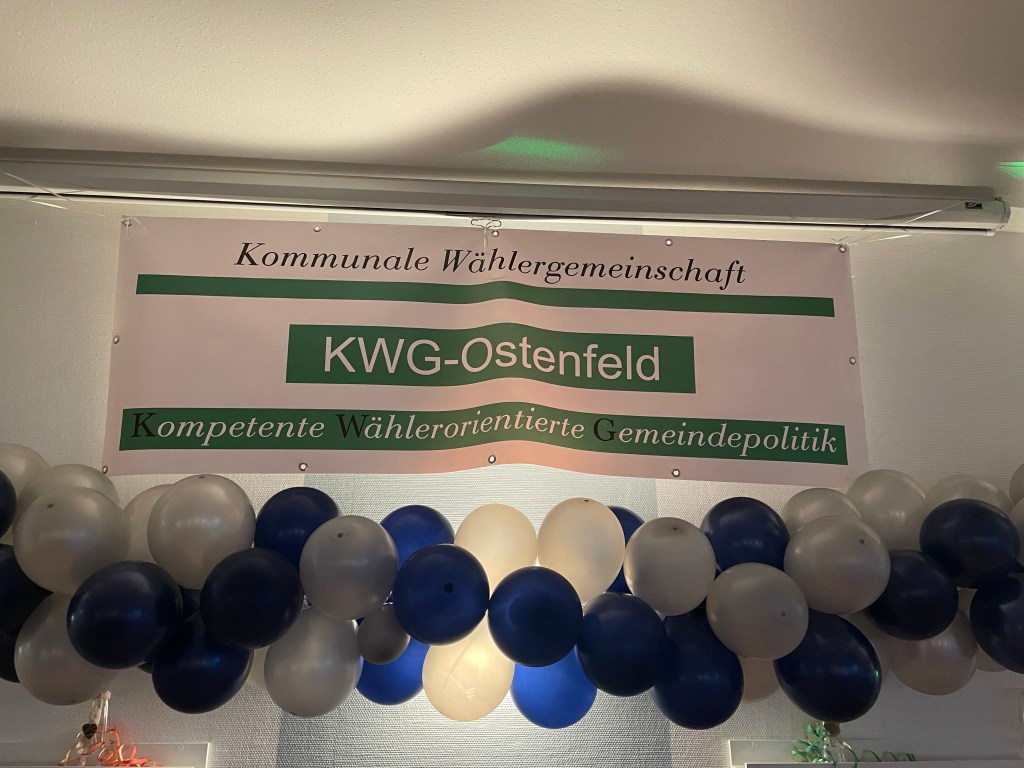 Kommunale Wählergemeinschaft
KWG-Ostenfeld
Kompetente Wählerorientierte Gemeindepolitik